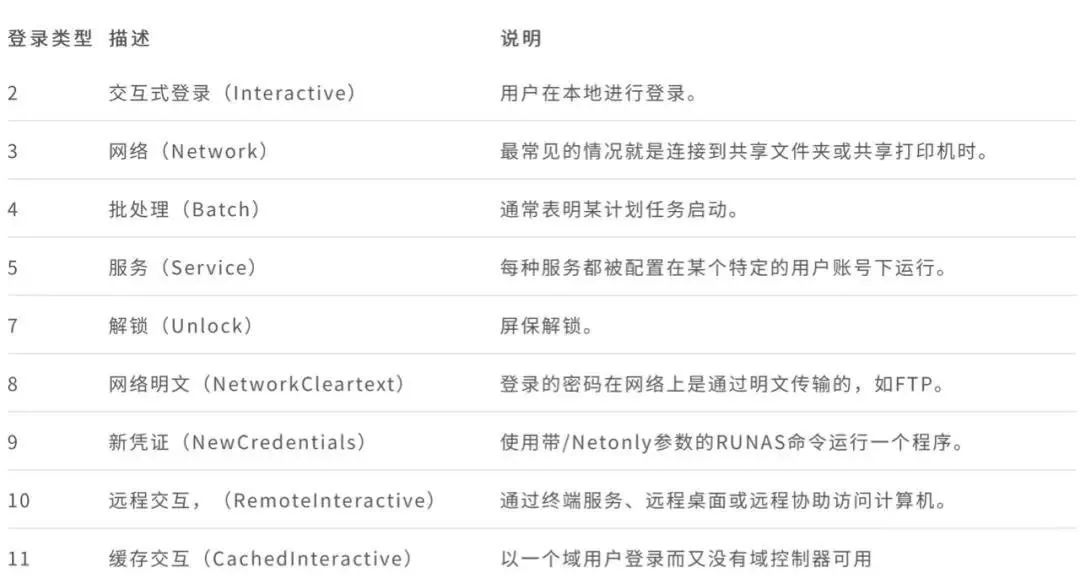 登录类型 描述 说明
2 交互式登录（Interactive） 用户在本地进行登录。
3 网络（Network） 最常见的情况就是连接到共享文件夹或共享打印机时。
4 批处理（Batch） 通常表明某计划任务启动。
5 服务（Service） 每种服务都被配置在某个特定的用户账号下运行。
7 解锁（Unlock） 屏保解锁。
8 网络明文（NetworkCleartext） 登录的密码在网络上是通过明文传输的，如FTP。
9 新凭证（NewCredentials） 使用带/Netonly参数的RUNAS命令运行一个程序。
10 远程交互，（RemoteInteractive） 通过终端服务、远程桌面或远程协助访问计算机。
11 缓存交互（CachedInteractive） 以一个域用户登录而又没有域控制器可用